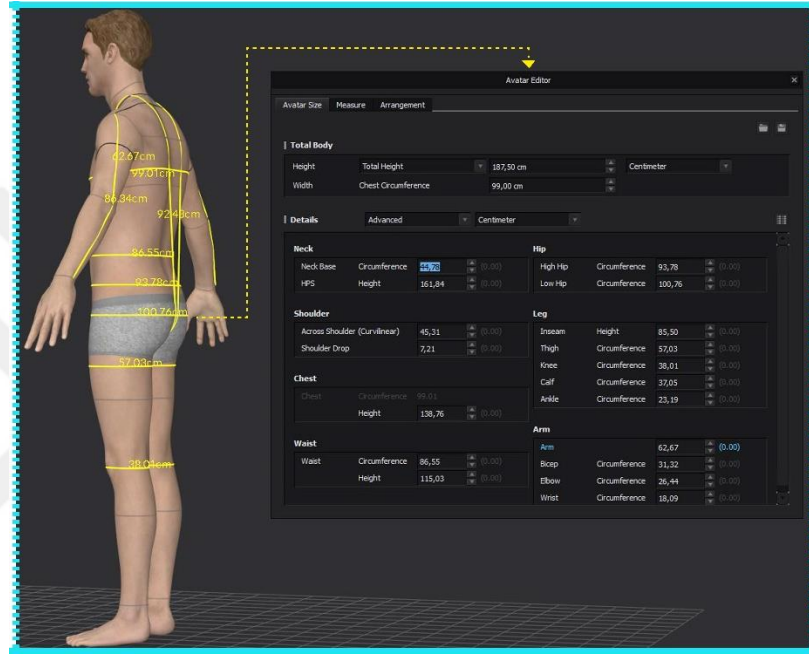 62.67cm
99.01cm
86.34cm
92.43cm
86.55cm
93.78cm
100.76cm
57.03cm
38.01cm
Avatar Editor
Avatar Size Measure Arrangement
Total Body
Height Total Height 187,50 cm Centimeter
Width Chest Circumference 99,00 cm
Details Advanced Centimeter
Neck
Neck Base Circumference 44,78 (0.00)
HPS Height 161,84 (0.00)
Shoulder
Across Shoulder (Curvilinear) 45,31 (0.00)
Shoulder Drop 7,21 (0.00)
Chest
Chest Circumference 99.01
Height 138,76 (0.00)
Waist
Waist Circumference 86,55 (0.00)
Height 115,03 (0.00)
Hip
High Hip Circumference 93,78 (0.00)
Low Hip Circumference 100,76 (0.00)
Leg
Inseam Height 85,50 (0.00)
Thigh Circumference 57,03 (0.00)
Knee Circumference 38,01 (0.00)
Calf Circumference 37,05 (0.00)
Ankle Circumference 23,19 (0.00)
Arm
Arm 62,67 (0.00)
Bicep Circumference 31,32 (0.00)
Elbow Circumference 26,44 (0.00)
Wrist Circumference 18,09 (0.00)